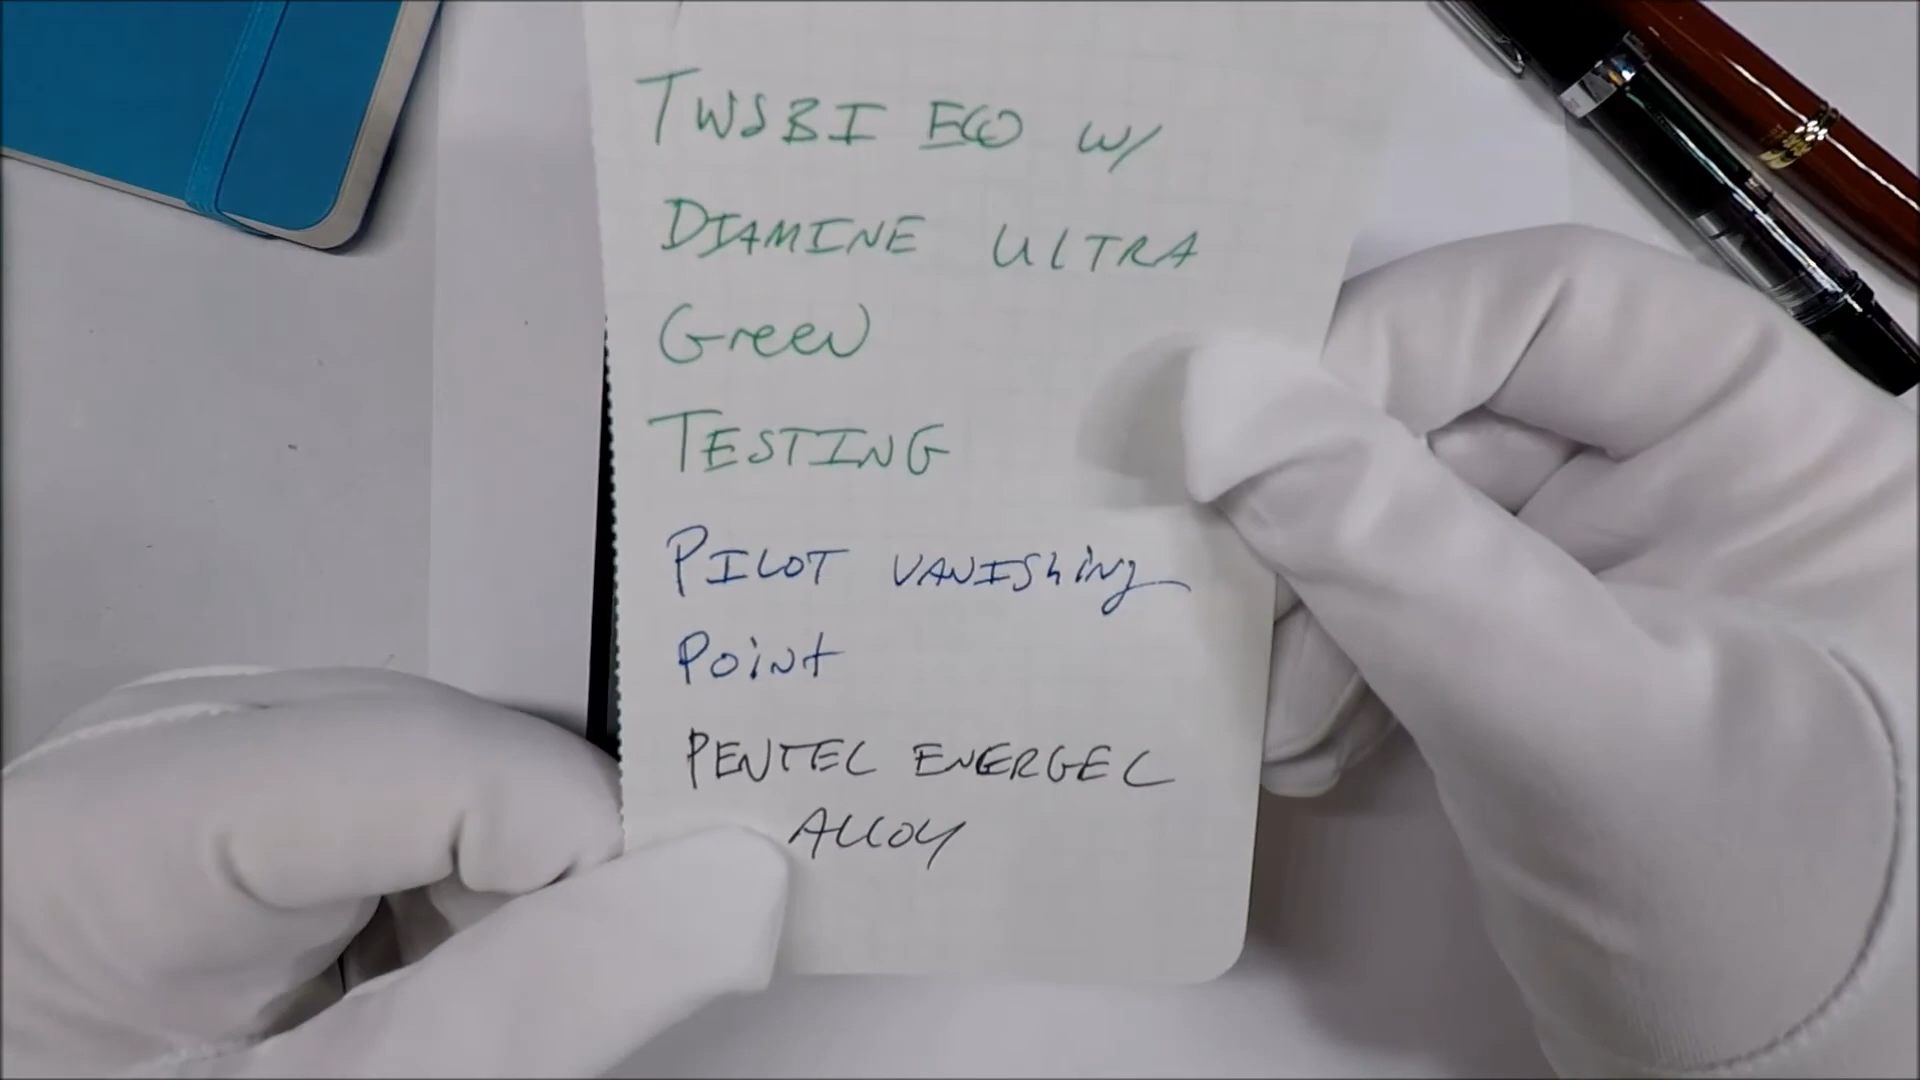 TWSBI ECO W/
DIAMINE ULTRA
Green
TESTING
PILOT VANIShing
Point
PENTEL ENERGEL
ALLOY